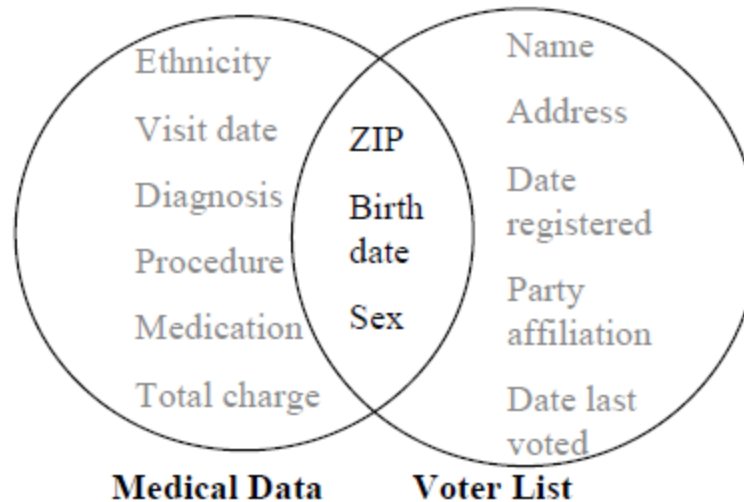 Ethnicity
Visit date
Diagnosis
Procedure
Medication
Total charge
ZIP
Birth
date
Sex
Name
Address
Date
registered
Party
affiliation
Date last
voted
Medical Data
Voter List